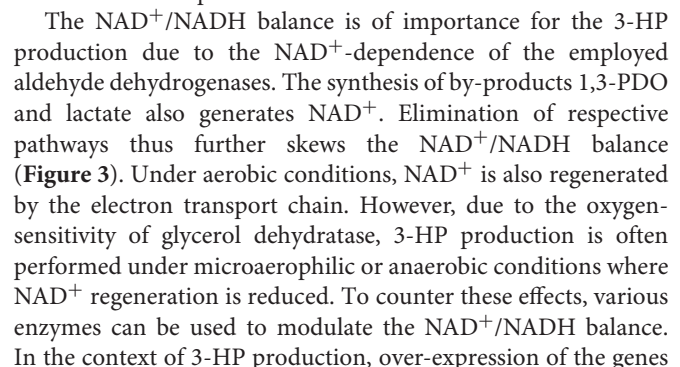 The NAD+/NADH balance is of importance for the 3-HP
production due to the NAD+-dependence of the employed
aldehyde dehydrogenases. The synthesis of by-products 1,3-PDO
and lactate also generates NAD+. Elimination of respective
pathways thus further skews the NAD+/NADH balance
(Figure 3). Under aerobic conditions, NAD+ is also regenerated
by the electron transport chain. However, due to the oxygen-
sensitivity of glycerol dehydratase, 3-HP production is often
performed under microaerophilic or anaerobic conditions where
NAD+ regeneration is reduced. To counter these effects, various
enzymes can be used to modulate the NAD+/NADH balance.
In the context of 3-HP production, over-expression of the genes